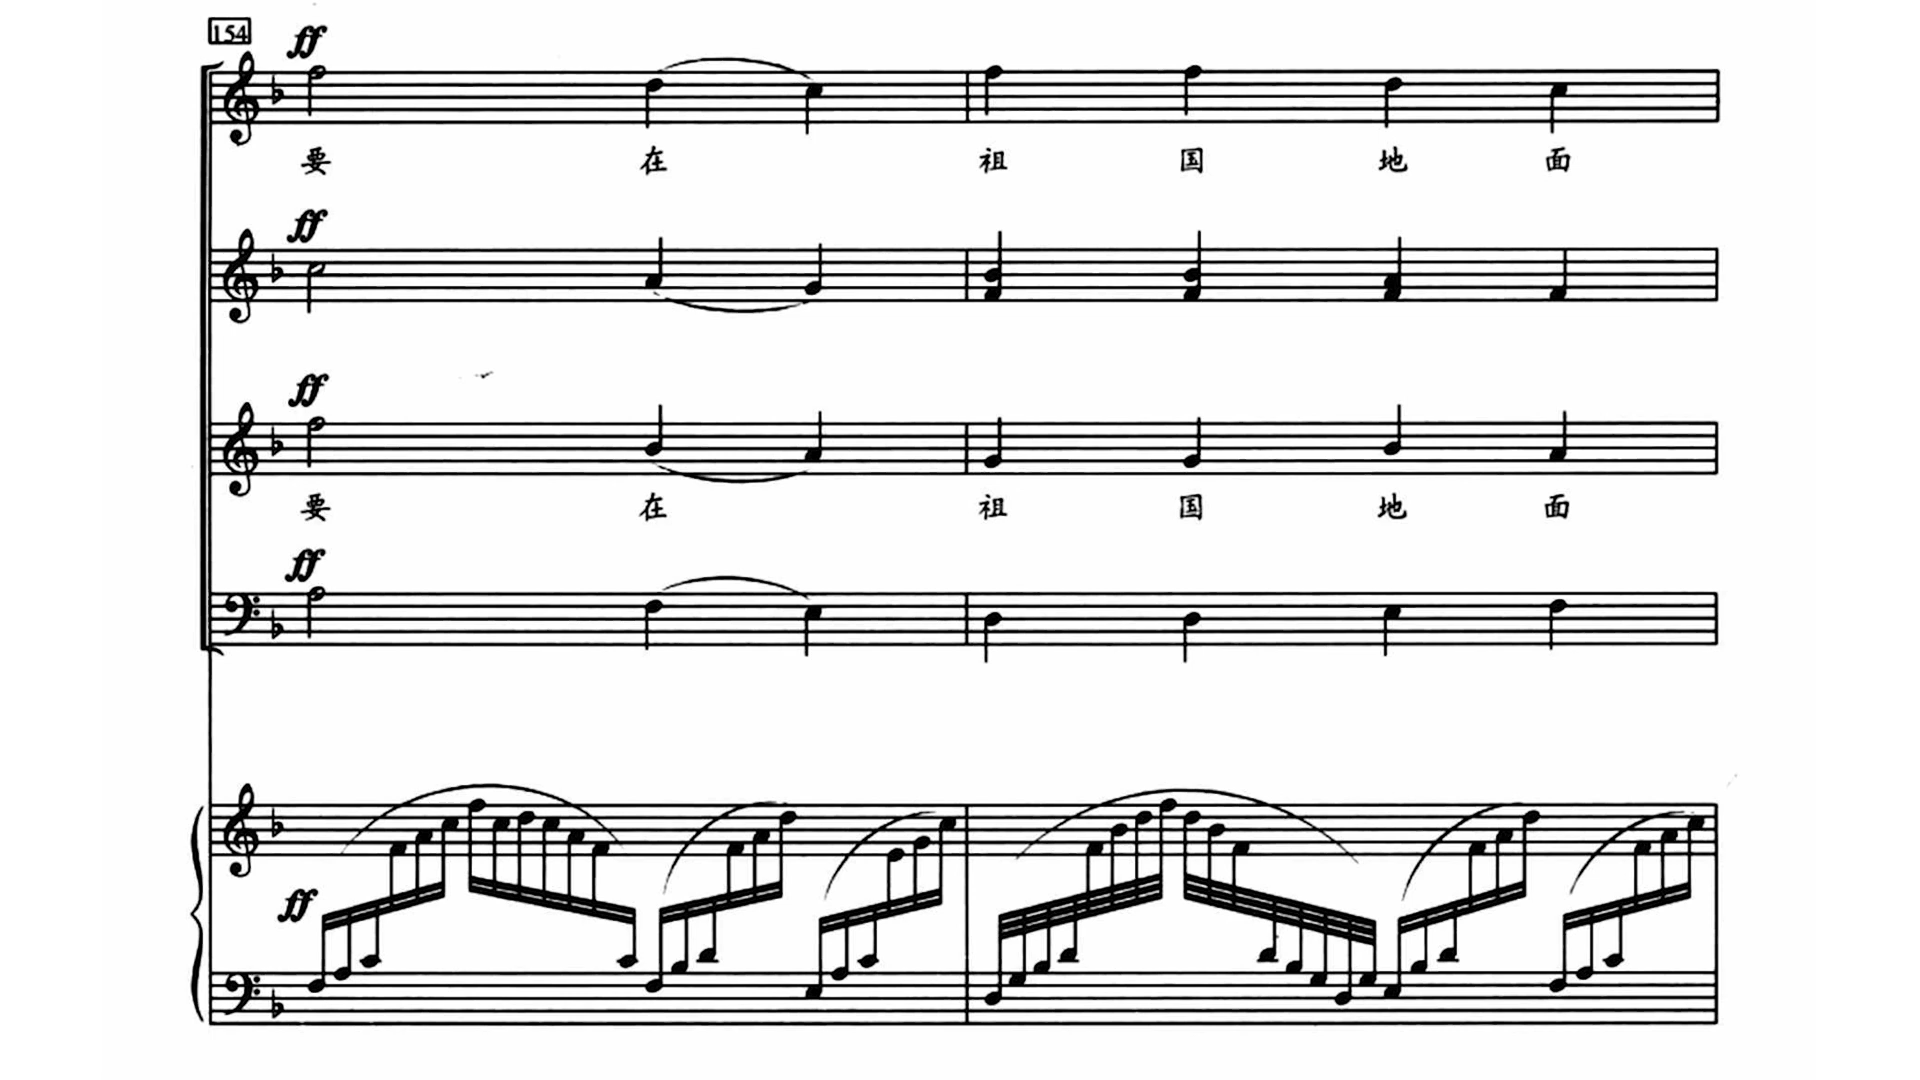 154
ff
要 在 祖 国 地 面
ff
ff
要 在 祖 国 地 面
ff
ff